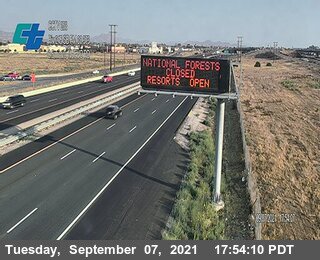 NATIONAL FORESTS
CLOSED
RESORTS OPEN
Tuesday, September 07, 2021 17:54:10 PDT